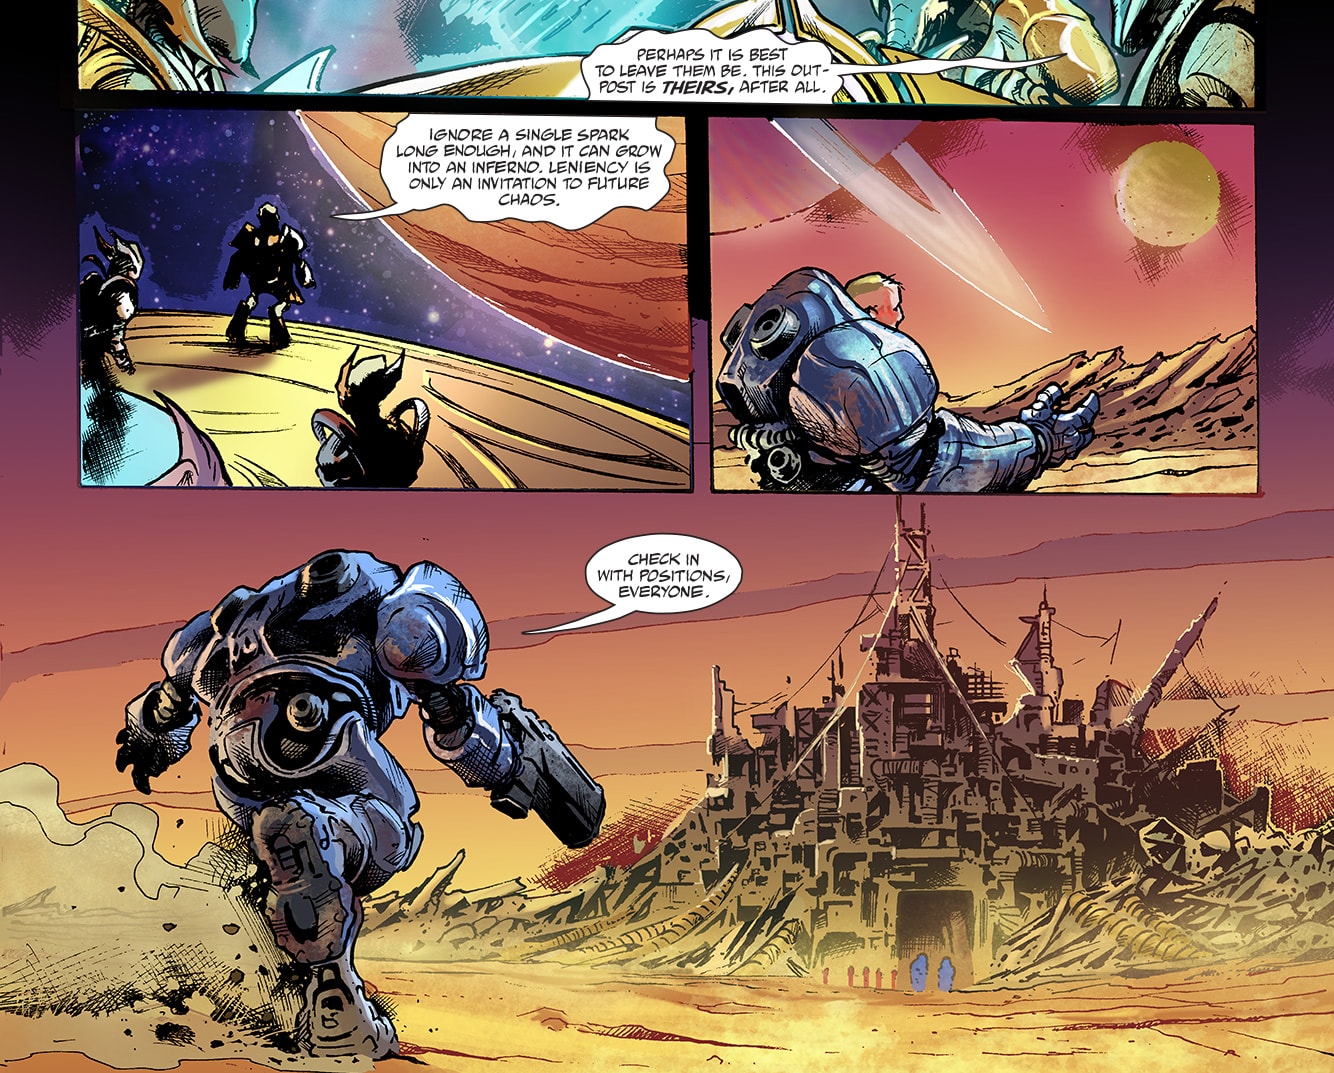 PERHAPS IT IS BEST
TO LEAVE THEM BE. THIS OUT-
POST IS THEIRS, AFTER ALL.
IGNORE A SINGLE SPARK
LONG ENOUGH, AND IT CAN GROW
INTO AN INFERNO. LENIENCY IS
ONLY AN INVITATION TO FUTURE
CHAOS.
CHECK IN
WITH POSITIONS,
EVERYONE.